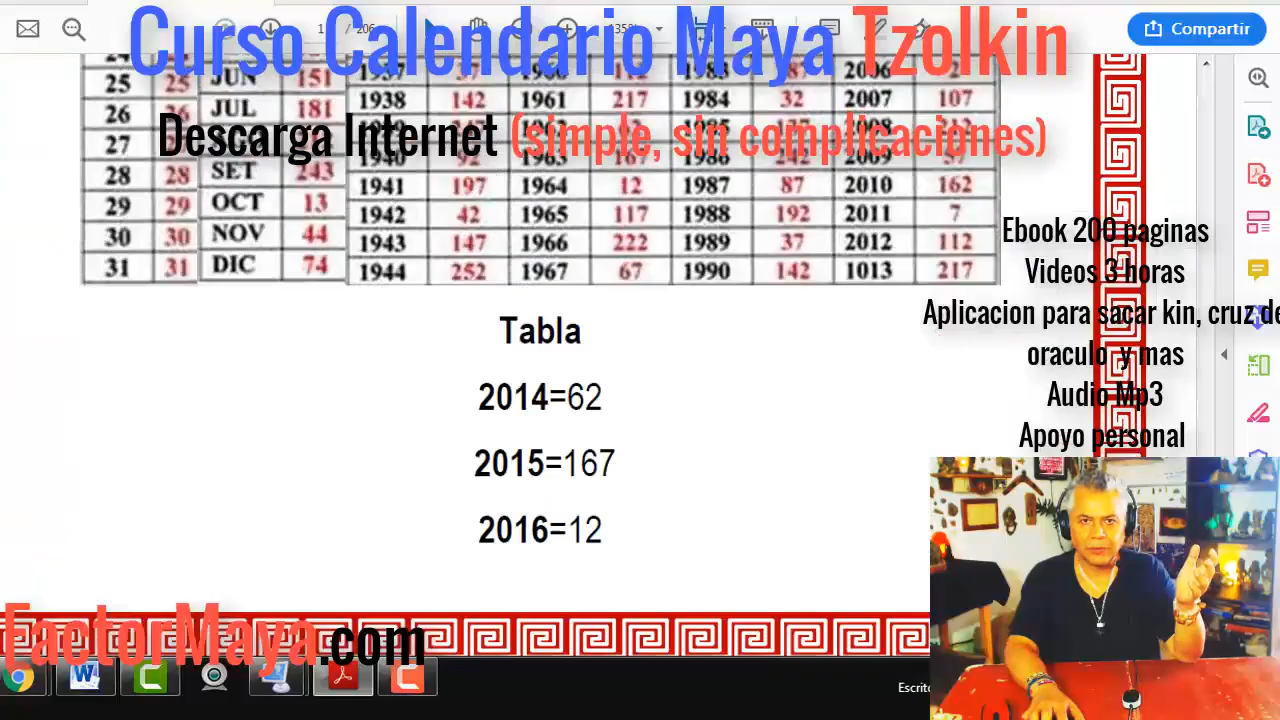 Curso Calendario Maya Tzolkin
Compartir
25 25 JUN 151
1938 142 1961 217 1984 32 2007 107
26 JUL 181
Descarga Internet (simple, sin complicaciones)
27
28 28 SET 243
1941 197 1964 12 1987 87 2010 162
29 29 OCT 13
1942 42 1965 117 1988 192 2011 7
30 30 NOV 44
1943 147 1966 222 1989 37 2012 112
31 31 DIC 74
1944 252 1967 67 1990 142 1013 217
Ebook 200 paginas
Videos 3 horas
Aplicacion para sacar kin, cruz de
oraculo y mas
Audio Mp3
Apoyo personal
Tabla
2014=62
2015=167
2016=12
FactorMaya.com
Escrito